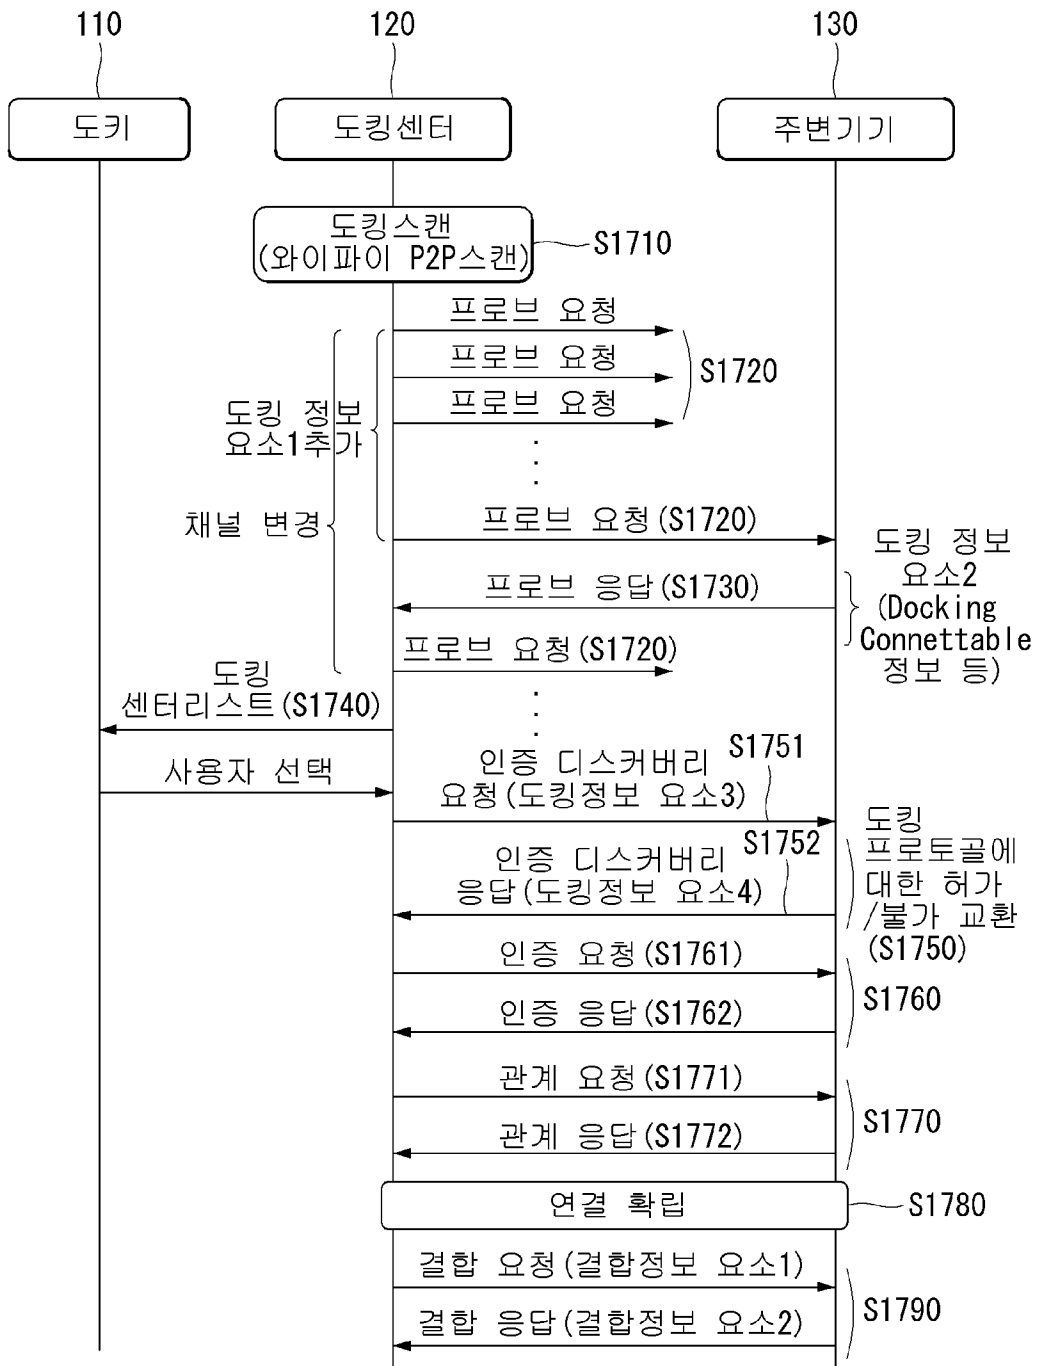 110
120
130
도키
도킹센터
주변기기
도킹스캔
(와이파이 P2P스캔)
S1710
프로브 요청
프로브 요청
S1720
프로브 요청
도킹 정보
요소1추가
채널 변경
프로브 요청(S1720)
도킹 정보
요소2
(Docking
Connettable
정보 등)
프로브 응답(S1730)
프로브 요청(S1720)
도킹
센터리스트(S1740)
사용자 선택
인증 디스커버리
요청(도킹정보 요소3)
S1751
인증 디스커버리
응답(도킹정보 요소4)
S1752
도킹
프로토골에
대한 허가
/불가 교환
(S1750)
인증 요청(S1761)
인증 응답(S1762)
S1760
관계 요청(S1771)
관계 응답(S1772)
S1770
연결 확립
S1780
결합 요청(결합정보 요소1)
결합 응답(결합정보 요소2)
S1790